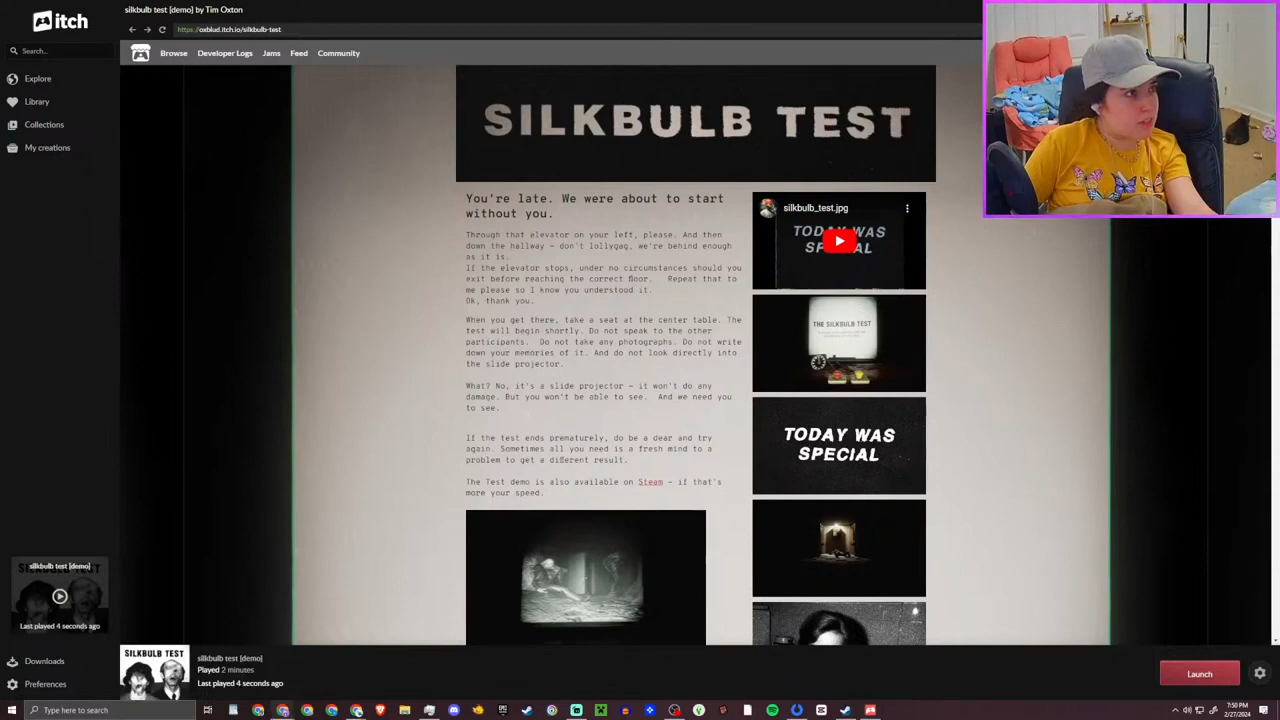 silkbulb test [demo] by Tim Oxton
itch
https://oxblud.itch.io/silkbulb-test
Search...
Browse
Developer Logs
Jams
Feed
Community
Explore
Library
Collections
My creations
SILKBULB TEST
You're late. We were about to start
without you.
Through that elevator on your left, please. And then
down the hallway - don't lollygag, we're behind enough
as it is.
If the elevator stops, under no circumstances should you
exit before reaching the correct floor. Repeat that to
me please so I know you understood it.
Ok, thank you.
When you get there, take a seat at the center table. The
test will begin shortly. Do not speak to the other
participants. Do not take any photographs. Do not write
down your memories of it. And do not look directly into
the slide projector.
What? No, it's a slide projector - it won't do any
damage. But you won't be able to see. And we need you
to see.
If the test ends prematurely, do be a dear and try
again. Sometimes all you need is a fresh mind to a
problem to get a different result.
The Test demo is also available on Steam - if that's
more your speed.
silkbulb_test.jpg
TODAY WAS
SPECIAL
THE SILKBULB TEST
TODAY WAS
SPECIAL
silkbulb test [demo]
SILKBULB TEST
Last played 4 seconds ago
Downloads
Preferences
SILKBULB TEST
silkbulb test [demo]
Played 2 minutes
Last played 4 seconds ago
Launch
Type here to search
7:50 PM
2/27/2024